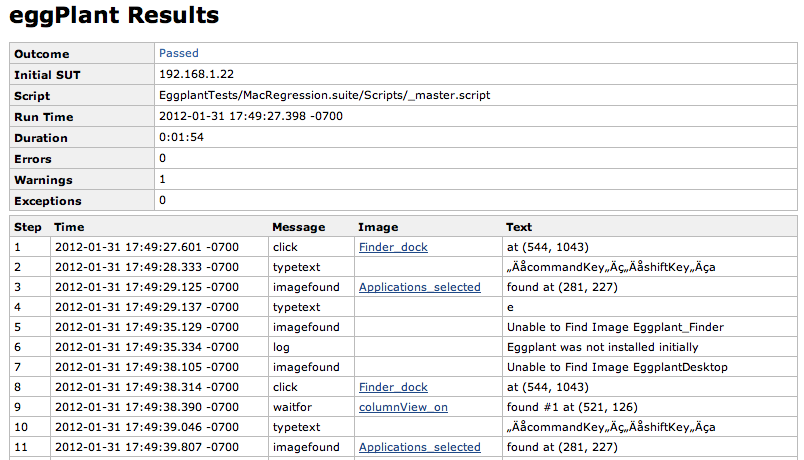 eggPlant Results
Outcome Passed
Initial SUT 192.168.1.22
Script EggplantTests/MacRegression.suite/Scripts/_master.script
Run Time 2012-01-31 17:49:27.398 -0700
Duration 0:01:54
Errors 0
Warnings 1
Exceptions 0
Step Time Message Image Text
1 2012-01-31 17:49:27.601 -0700 click Finder_dock at (544, 1043)
2 2012-01-31 17:49:28.333 -0700 typetext „ÄåcommandKey„Äç„ÄåshiftKey„Äça
3 2012-01-31 17:49:29.125 -0700 imagefound Applications_selected found at (281, 227)
4 2012-01-31 17:49:29.137 -0700 typetext e
5 2012-01-31 17:49:35.129 -0700 imagefound Unable to Find Image Eggplant_Finder
6 2012-01-31 17:49:35.334 -0700 log Eggplant was not installed initially
7 2012-01-31 17:49:38.105 -0700 imagefound Unable to Find Image EggplantDesktop
8 2012-01-31 17:49:38.314 -0700 click Finder_dock at (544, 1043)
9 2012-01-31 17:49:38.390 -0700 waitfor columnView_on found #1 at (521, 126)
10 2012-01-31 17:49:39.046 -0700 typetext „ÄåcommandKey„Äç„ÄåshiftKey„Äça
11 2012-01-31 17:49:39.807 -0700 imagefound Applications_selected found at (281, 227)